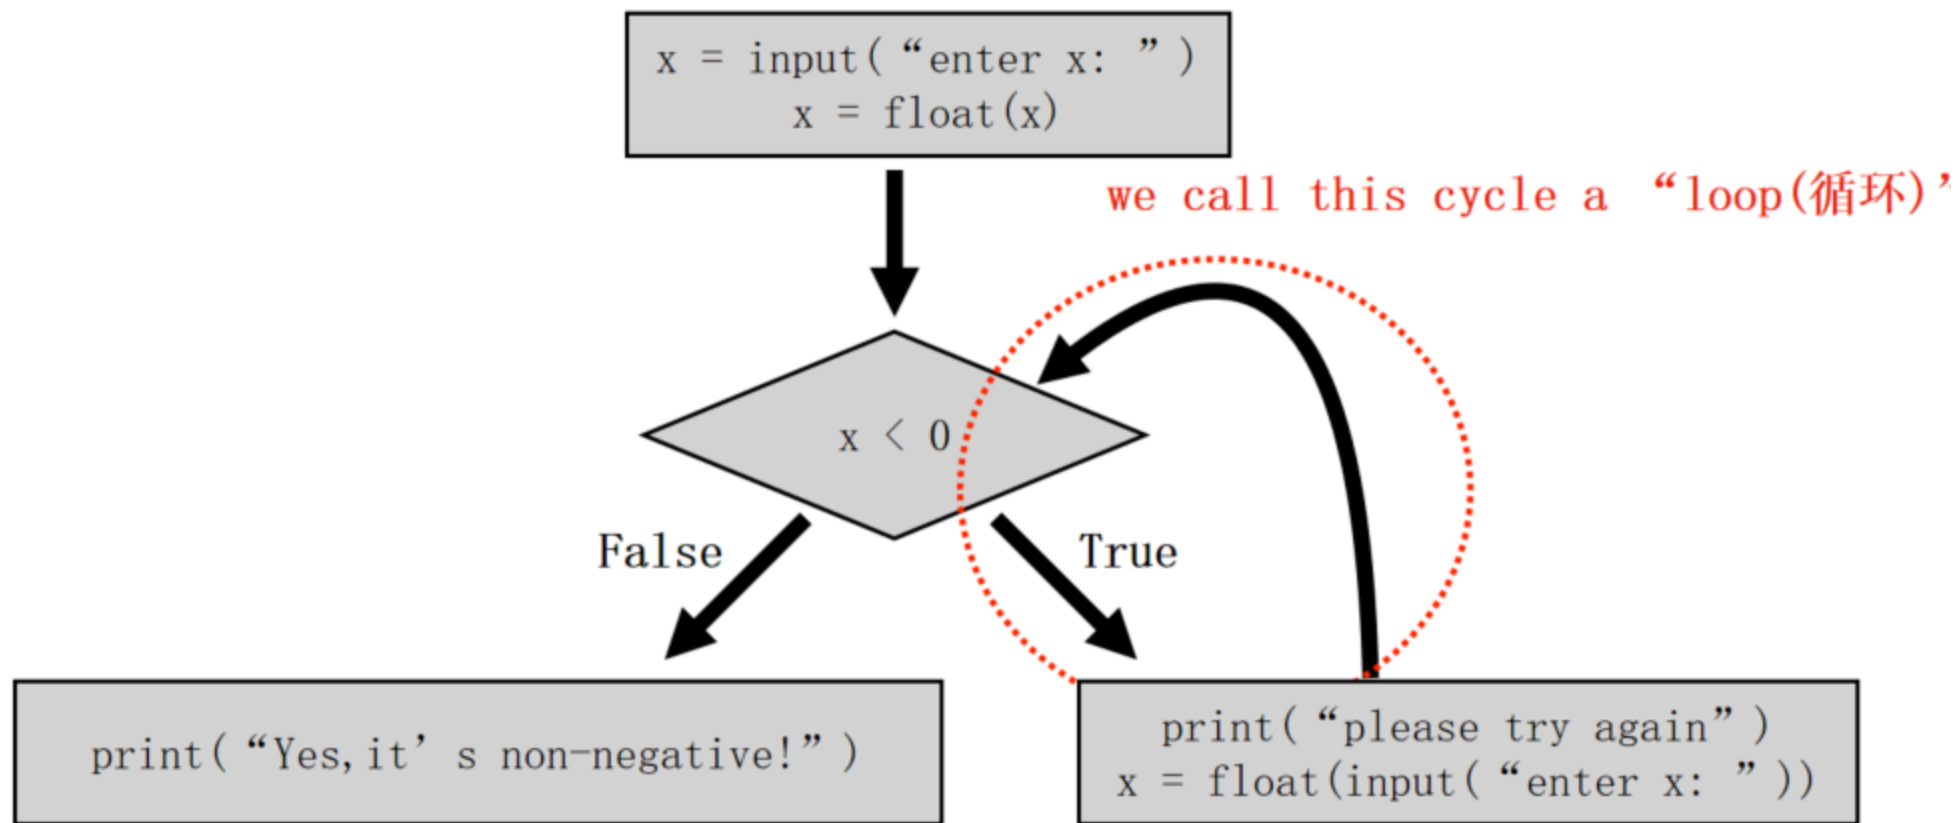 x = input(“enter x: ”)
x = float(x)
we call this cycle a “loop(循环)”
x < 0
False
True
print(“Yes,it’s non-negative!”)
print(“please try again”)
x = float(input(“enter x: ”))